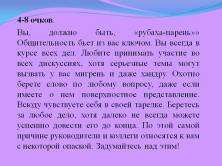 4-8 очков.
Вы, должно быть, «рубаха-парень»»
Общительность бьет из вас ключом. Вы всегда в
курсе всех дел. Любите принимать участие во
всех дискуссиях, хотя серьезные темы могут
вызвать у вас мигрень и даже хандру. Охотно
берете слово по любому вопросу, даже если
имеете о нем поверхностное представление.
Всюду чувствуете себя в своей тарелке. Беретесь
за любое дело, хотя далеко не всегда можете
успешно довести его до конца. По этой самой
причине руководители и коллеги относятся к вам
с некоторой опаской. Задумайтесь над этим!